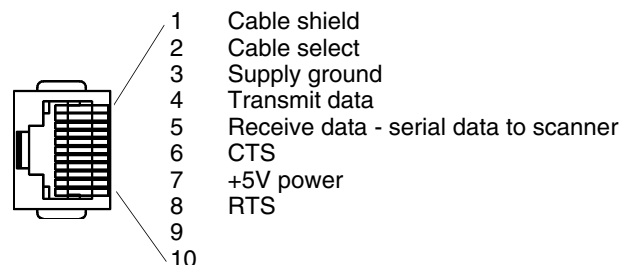 1 Cable shield
2 Cable select
3 Supply ground
4 Transmit data
5 Receive data - serial data to scanner
6 CTS
7 +5V power
8 RTS
9
10